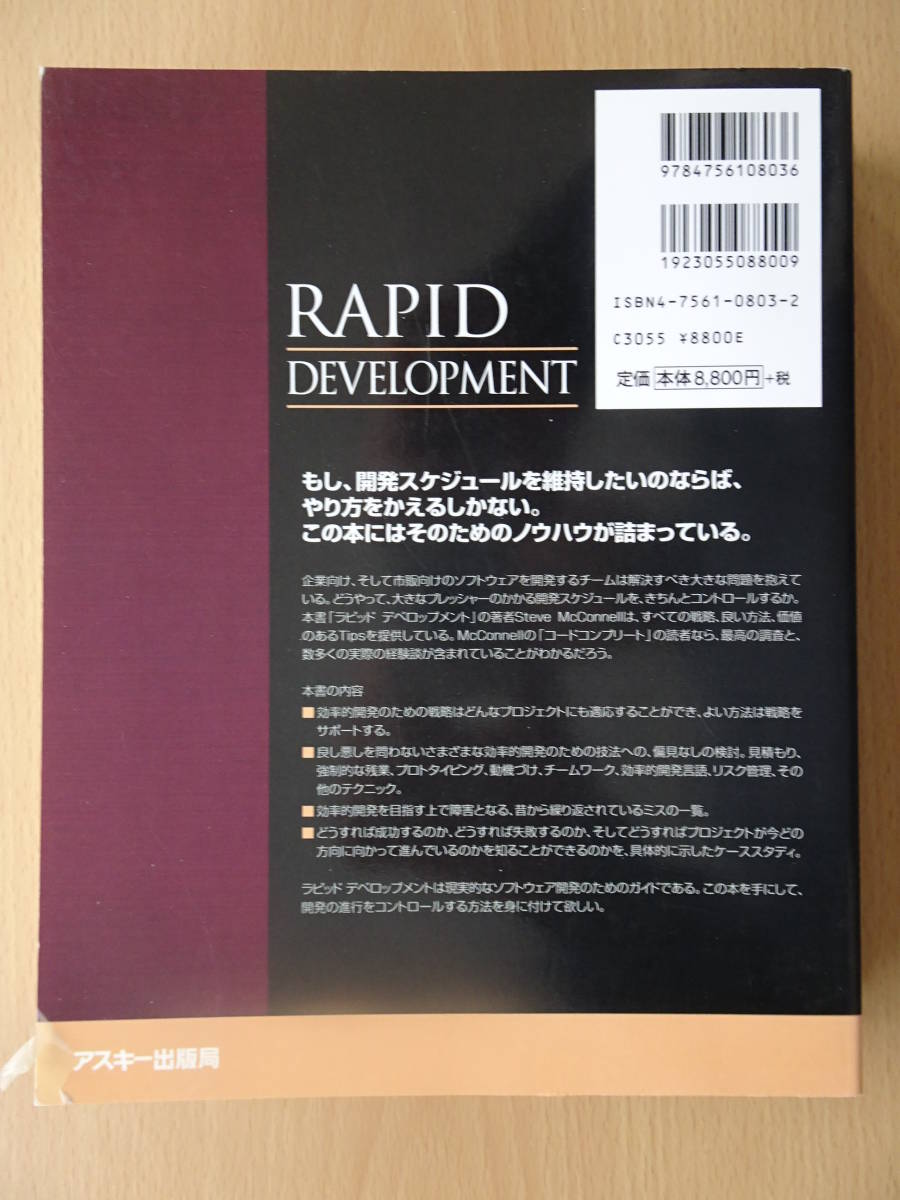 9784756108036
1923055088009
ISBN4-7561-0803-2
C3055 ¥8800E
定価 本体8,800円+税
RAPID
DEVELOPMENT
もし、開発スケジュールを維持したいのならば、
やり方をかえるしかない。
この本にはそのためのノウハウが詰まっている。
企業向け、そして市販向けのソフトウェアを開発するチームは解決すべき大きな問題を抱えて
いる。どうやって、大きなプレッシャーのかかる開発スケジュールを、きちんとコントロールするか。
本書「ラピッド デベロップメント」の著者Steve McConnellは、すべての戦略、良い方法、価値
のあるTipsを提供している。McConnellの「コードコンプリート」の読者なら、最高の調査と、
数多くの実際の経験談が含まれていることがわかるだろう。
本書の内容
■効率的開発のための戦略はどんなプロジェクトにも適応することができ、よい方法は戦略を
サポートする。
■良し悪しを問わないさまざまな効率的開発のための技法への、偏見なしの検討。見積もり、
強制的な残業、プロトタイピング、動機づけ、チームワーク、効率的開発言語、リスク管理、その
他のテクニック。
■効率的開発を目指す上で障害となる、昔から繰り返されているミスの一覧。
■どうすれば成功するのか、どうすれば失敗するのか、そしてどうすればプロジェクトが今どの
方向に向かって進んでいるのかを知ることができるのかを、具体的に示したケーススタディ。
ラピッド デベロップメントは現実的なソフトウェア開発のためのガイドである。この本を手にして、
開発の進行をコントロールする方法を身に付けて欲しい。
アスキー出版局